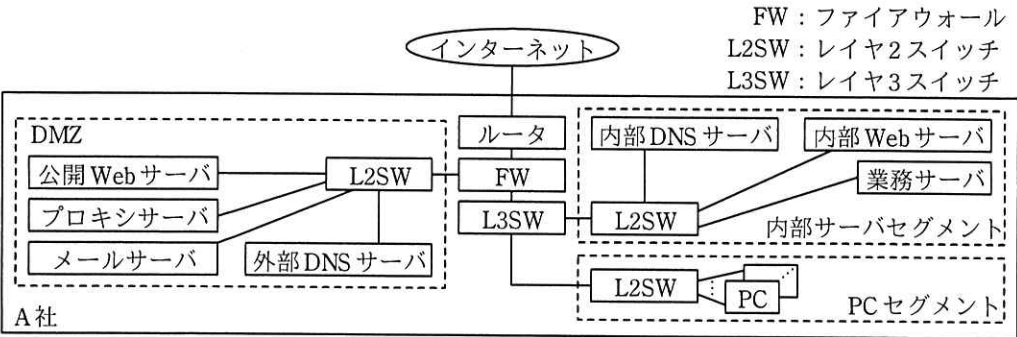 FW：ファイアウォール
L2SW：レイヤ2スイッチ
L3SW：レイヤ3スイッチ
インターネット
DMZ
公開Webサーバ
プロキシサーバ
メールサーバ
L2SW
外部DNSサーバ
ルータ
FW
L3SW
内部DNSサーバ
内部Webサーバ
業務サーバ
L2SW
内部サーバセグメント
L2SW
PC
PCセグメント
A社